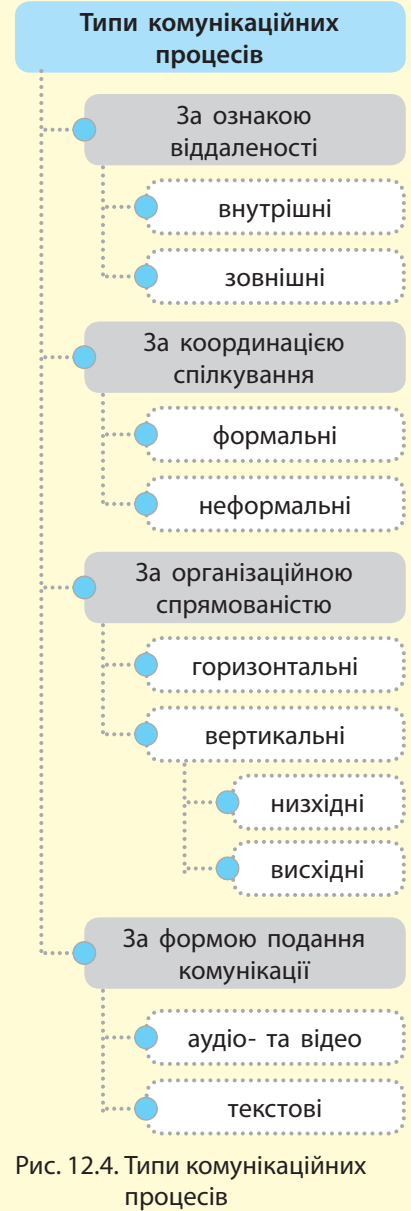 Типи комунікаційних
процесів
За ознакою
віддаленості
внутрішні
зовнішні
За координацією
спілкування
формальні
неформальні
За організаційною
спрямованістю
горизонтальні
вертикальні
низхідні
висхідні
За формою подання
комунікації
аудіо- та відео
текстові
Рис. 12.4. Типи комунікаційних
процесів